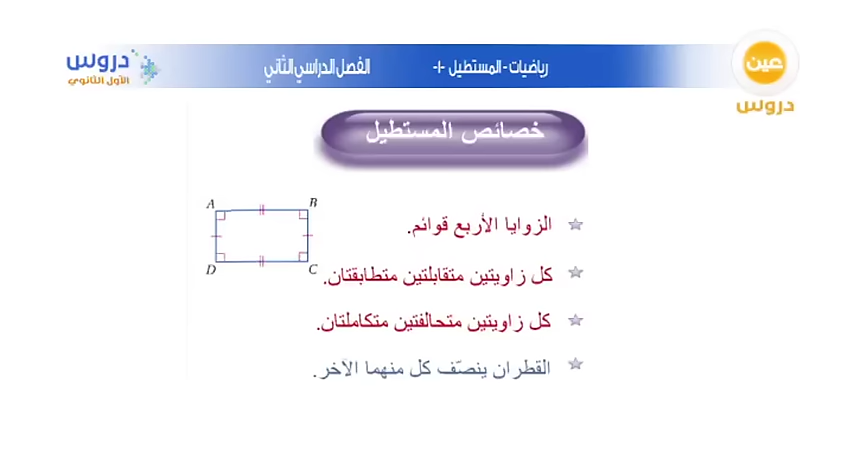 عين
دروس
رياضيات - المستطيل -١-
الفصل الدراسي الثاني
دروس
الأول الثانوي
خصائص المستطيل
A B
D C
الزوايا الأربع قوائم.
كل زاويتين متقابلتين متطابقتان.
كل زاويتين متحالفتين متكاملتان.
القطران ينصّف كل منهما الآخر.